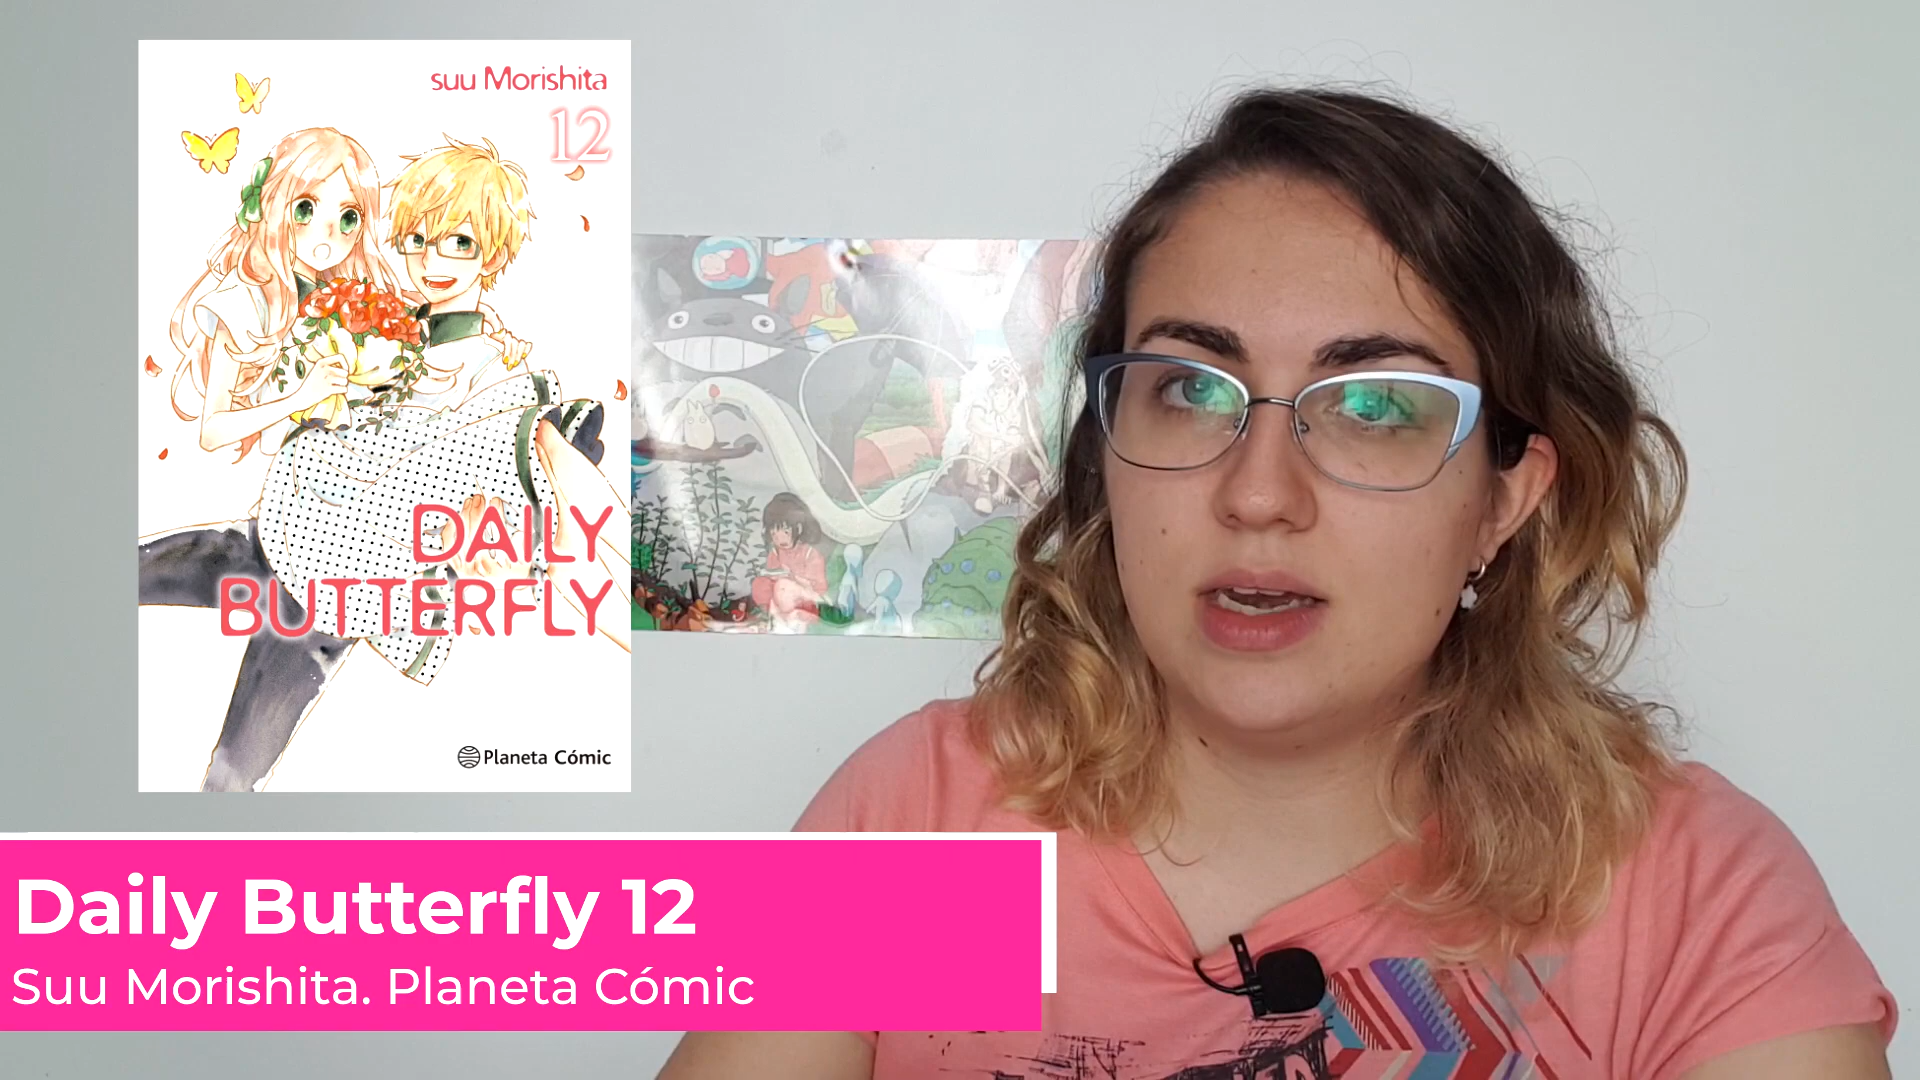 suu Morishita
12
DAILY
BUTTERFLY
Planeta Cómic
Daily Butterfly 12
Suu Morishita. Planeta Cómic